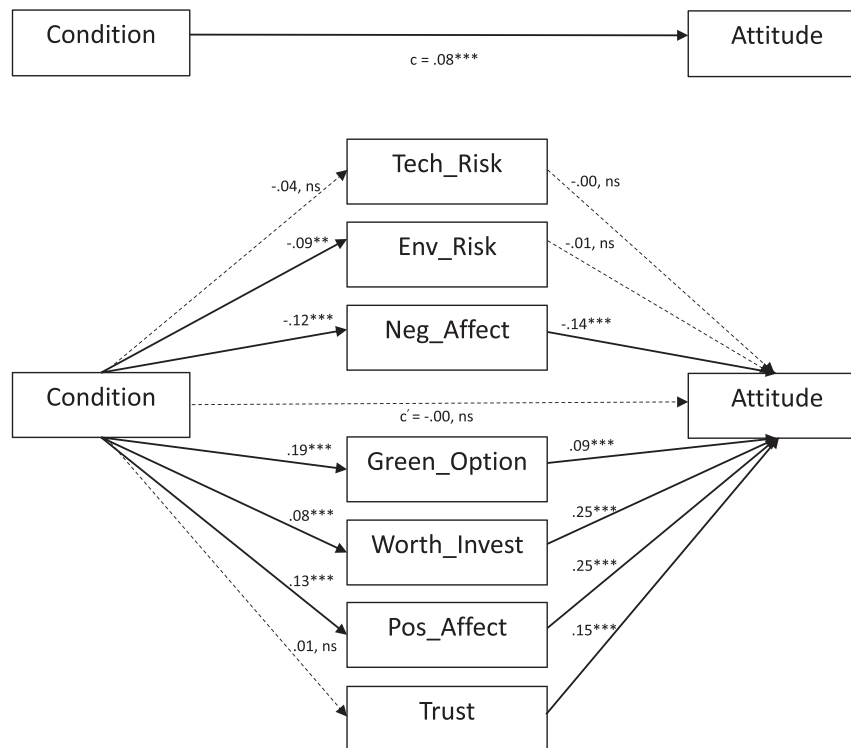 Condition
Attitude
c = .08***
Tech_Risk
-.04, ns
-.00, ns
Env_Risk
-.09**
-.01, ns
Neg_Affect
-.12***
-.14***
Condition
Attitude
c' = -.00, ns
Green_Option
.19***
.09***
Worth_Invest
.08***
.25***
Pos_Affect
.13***
.25***
Trust
.01, ns
.15***